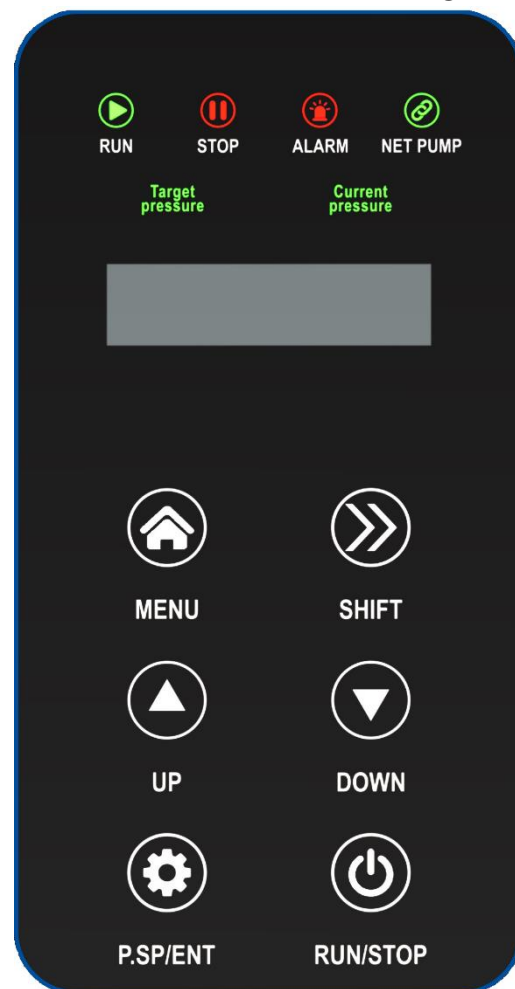 RUN STOP ALARM NET PUMP
Target Current
pressure pressure
MENU SHIFT
UP DOWN
P.SP/ENT RUN/STOP